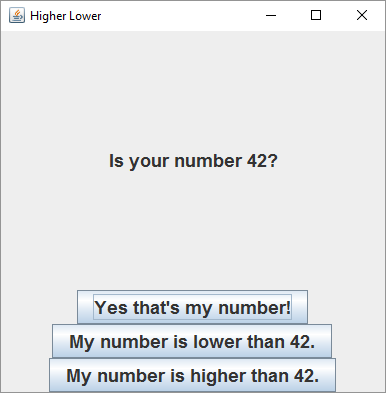 Higher Lower
Is your number 42?
Yes that's my number!
My number is lower than 42.
My number is higher than 42.